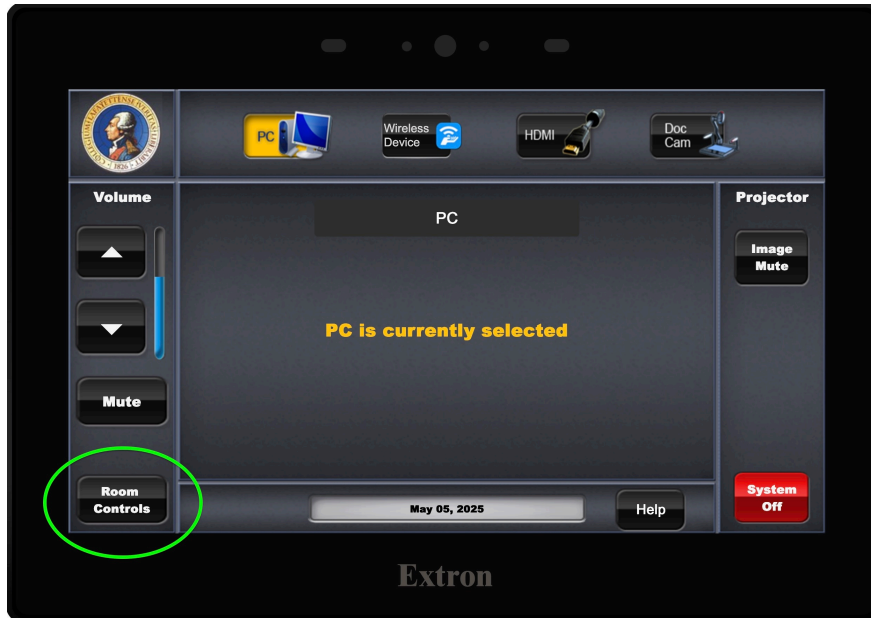 PC
Wireless
Device
HDMI
Doc
Cam
Volume
PC
Projector
Image
Mute
PC is currently selected
Mute
Room
Controls
May 05, 2025
Help
System
Off
Extron